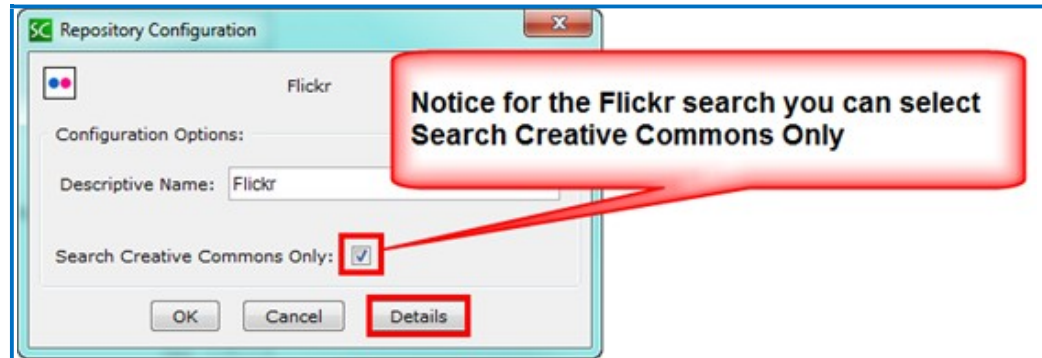 SC Repository Configuration
x
Flickr
Notice for the Flickr search you can select
Search Creative Commons Only
Configuration Options:
Descriptive Name: Flickr
Search Creative Commons Only:
OK Cancel Details